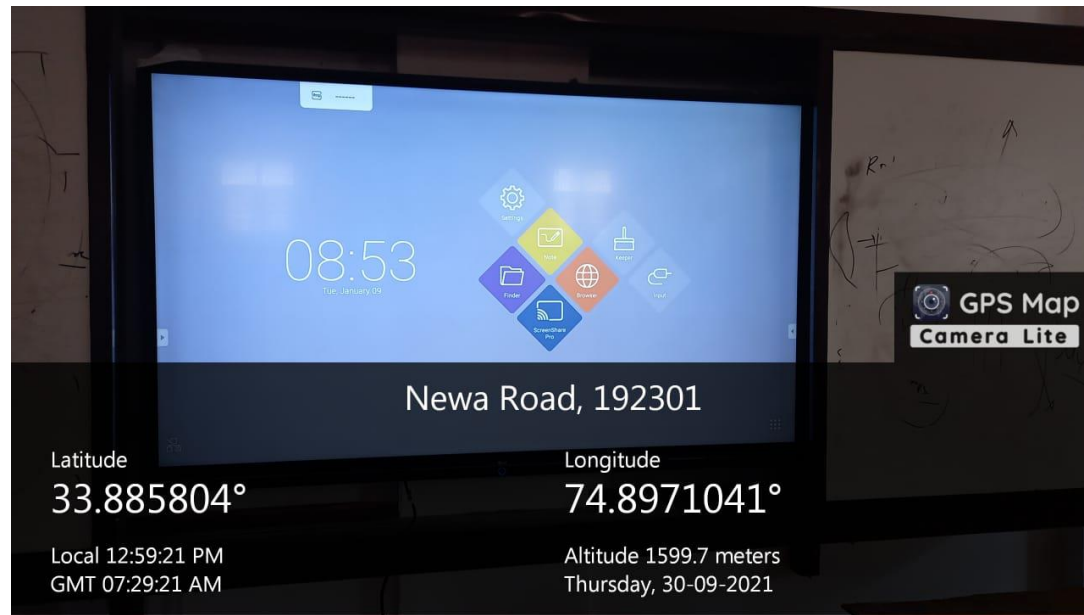 Settings
Note
Keeper
Finder
Browser
Input
ScreenShare
Pro
08:53
Tue, January, 09
Rn'
GPS Map
Camera Lite
Newa Road, 192301
Latitude
33.885804°
Longitude
74.8971041°
Local 12:59:21 PM
GMT 07:29:21 AM
Altitude 1599.7 meters
Thursday, 30-09-2021